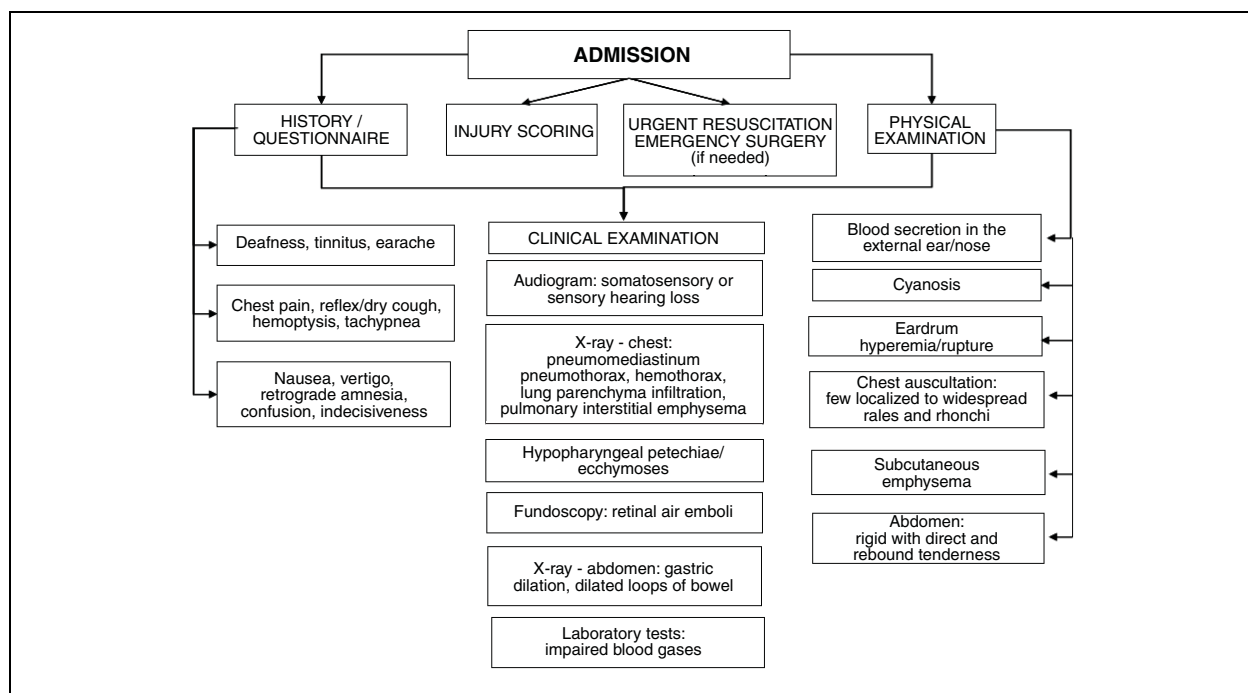 ADMISSION
HISTORY /
QUESTIONNAIRE
INJURY SCORING
URGENT RESUSCITATION
EMERGENCY SURGERY
(if needed)
PHYSICAL
EXAMINATION
Deafness, tinnitus, earache
Chest pain, reflex/dry cough,
hemoptysis, tachypnea
Nausea, vertigo,
retrograde amnesia,
confusion, indecisiveness
CLINICAL EXAMINATION
Audiogram: somatosensory or
sensory hearing loss
X-ray - chest:
pneumomediastinum
pneumothorax, hemothorax,
lung parenchyma infiltration,
pulmonary interstitial emphysema
Hypopharyngeal petechiae/
ecchymoses
Fundoscopy: retinal air emboli
X-ray - abdomen: gastric
dilation, dilated loops of bowel
Laboratory tests:
impaired blood gases
Blood secretion in the
external ear/nose
Cyanosis
Eardrum
hyperemia/rupture
Chest auscultation:
few localized to widespread
rales and rhonchi
Subcutaneous
emphysema
Abdomen:
rigid with direct and
rebound tenderness